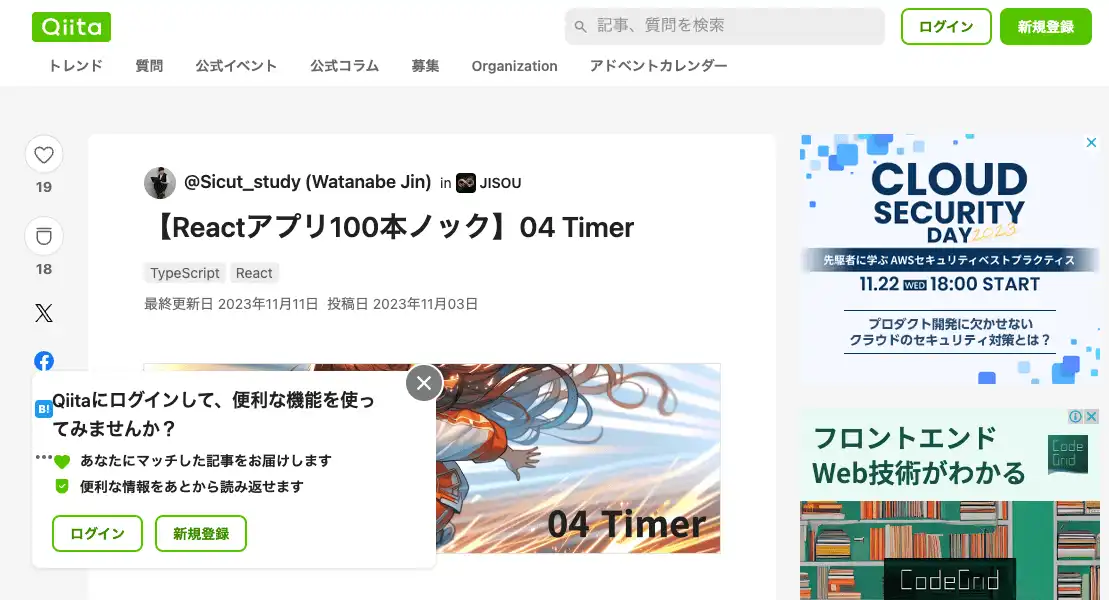 Qiita
記事、質問を検索
ログイン
新規登録
トレンド
質問
公式イベント
公式コラム
募集
Organization
アドベントカレンダー
19
18
@Sicut_study (Watanabe Jin) in JISOU
【Reactアプリ100本ノック】04 Timer
TypeScript
React
最終更新日 2023年11月11日 投稿日 2023年11月03日
04 Timer
B!
Qiitaにログインして、便利な機能を使っ
てみませんか？
あなたにマッチした記事をお届けします
便利な情報をあとから読み返せます
ログイン
新規登録
CLOUD
SECURITY
DAY 2023
先駆者に学ぶ AWSセキュリティベストプラクティス
11.22 WED 18:00 START
プロダクト開発に欠かせない
クラウドのセキュリティ対策とは？
フロントエンド
Web技術がわかる
Code
Grid
CodeGrid